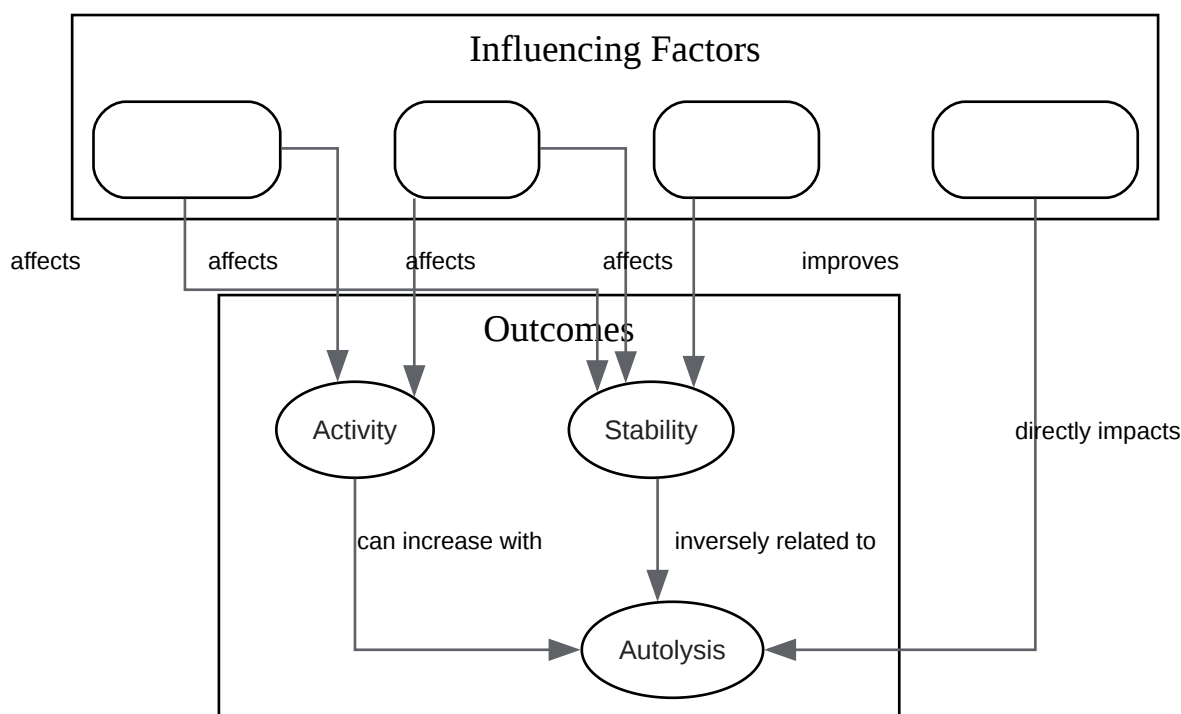 Influencing Factors
affects
affects
affects
affects
improves
Outcomes
Activity
Stability
directly impacts
can increase with
inversely related to
Autolysis